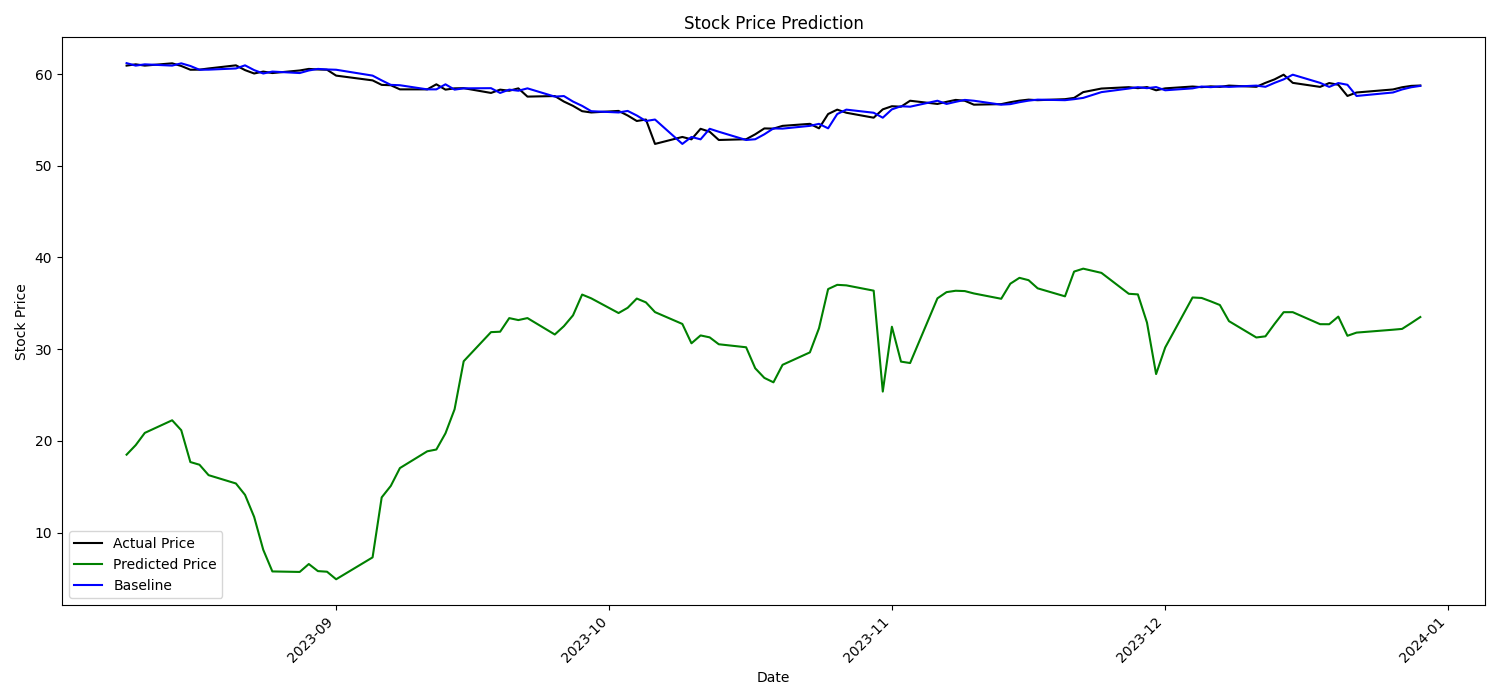 Stock Price Prediction
60
50
40
30
20
10
Stock Price
Actual Price
Predicted Price
Baseline
2023-09
2023-10
2023-11
2023-12
2024-01
Date